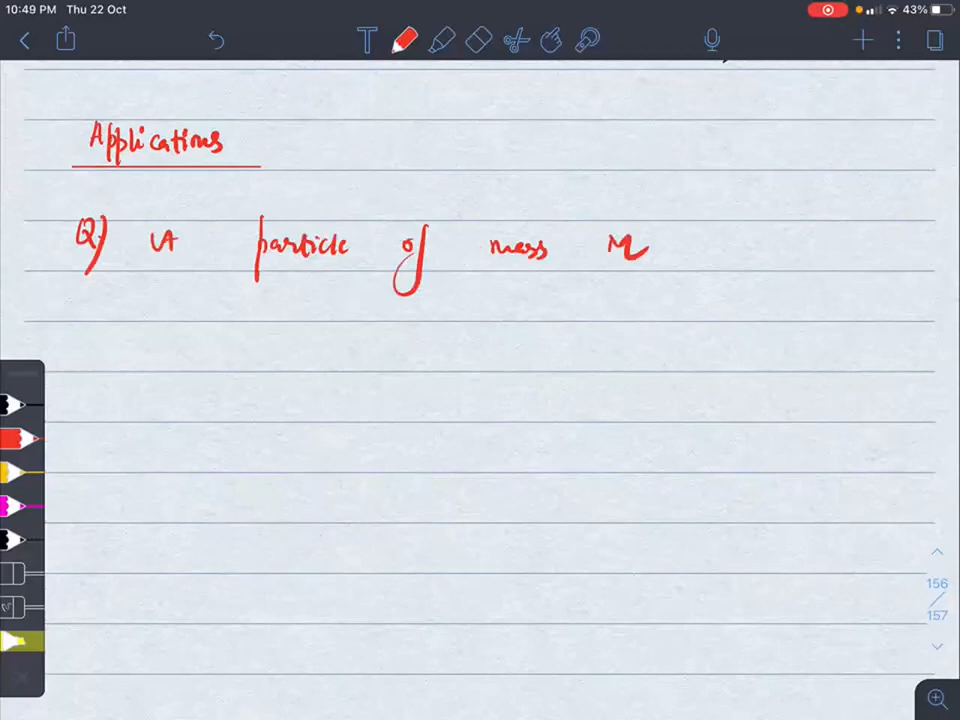 10:49 PM Thu 22 Oct 43%
Applications
Q) A particle of mass M
156
157